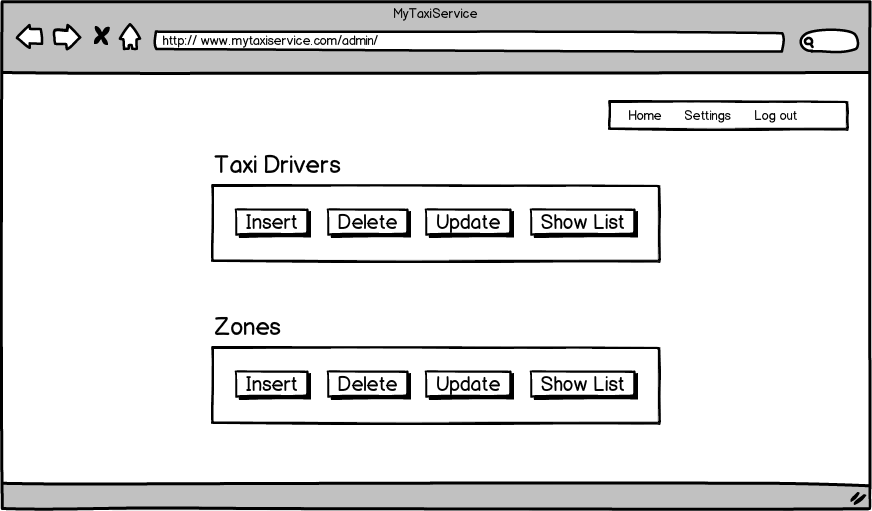 MyTaxiService
http:// www.mytaxiservice.com/admin/
Home Settings Log out
Taxi Drivers
Insert Delete Update Show List
Zones
Insert Delete Update Show List